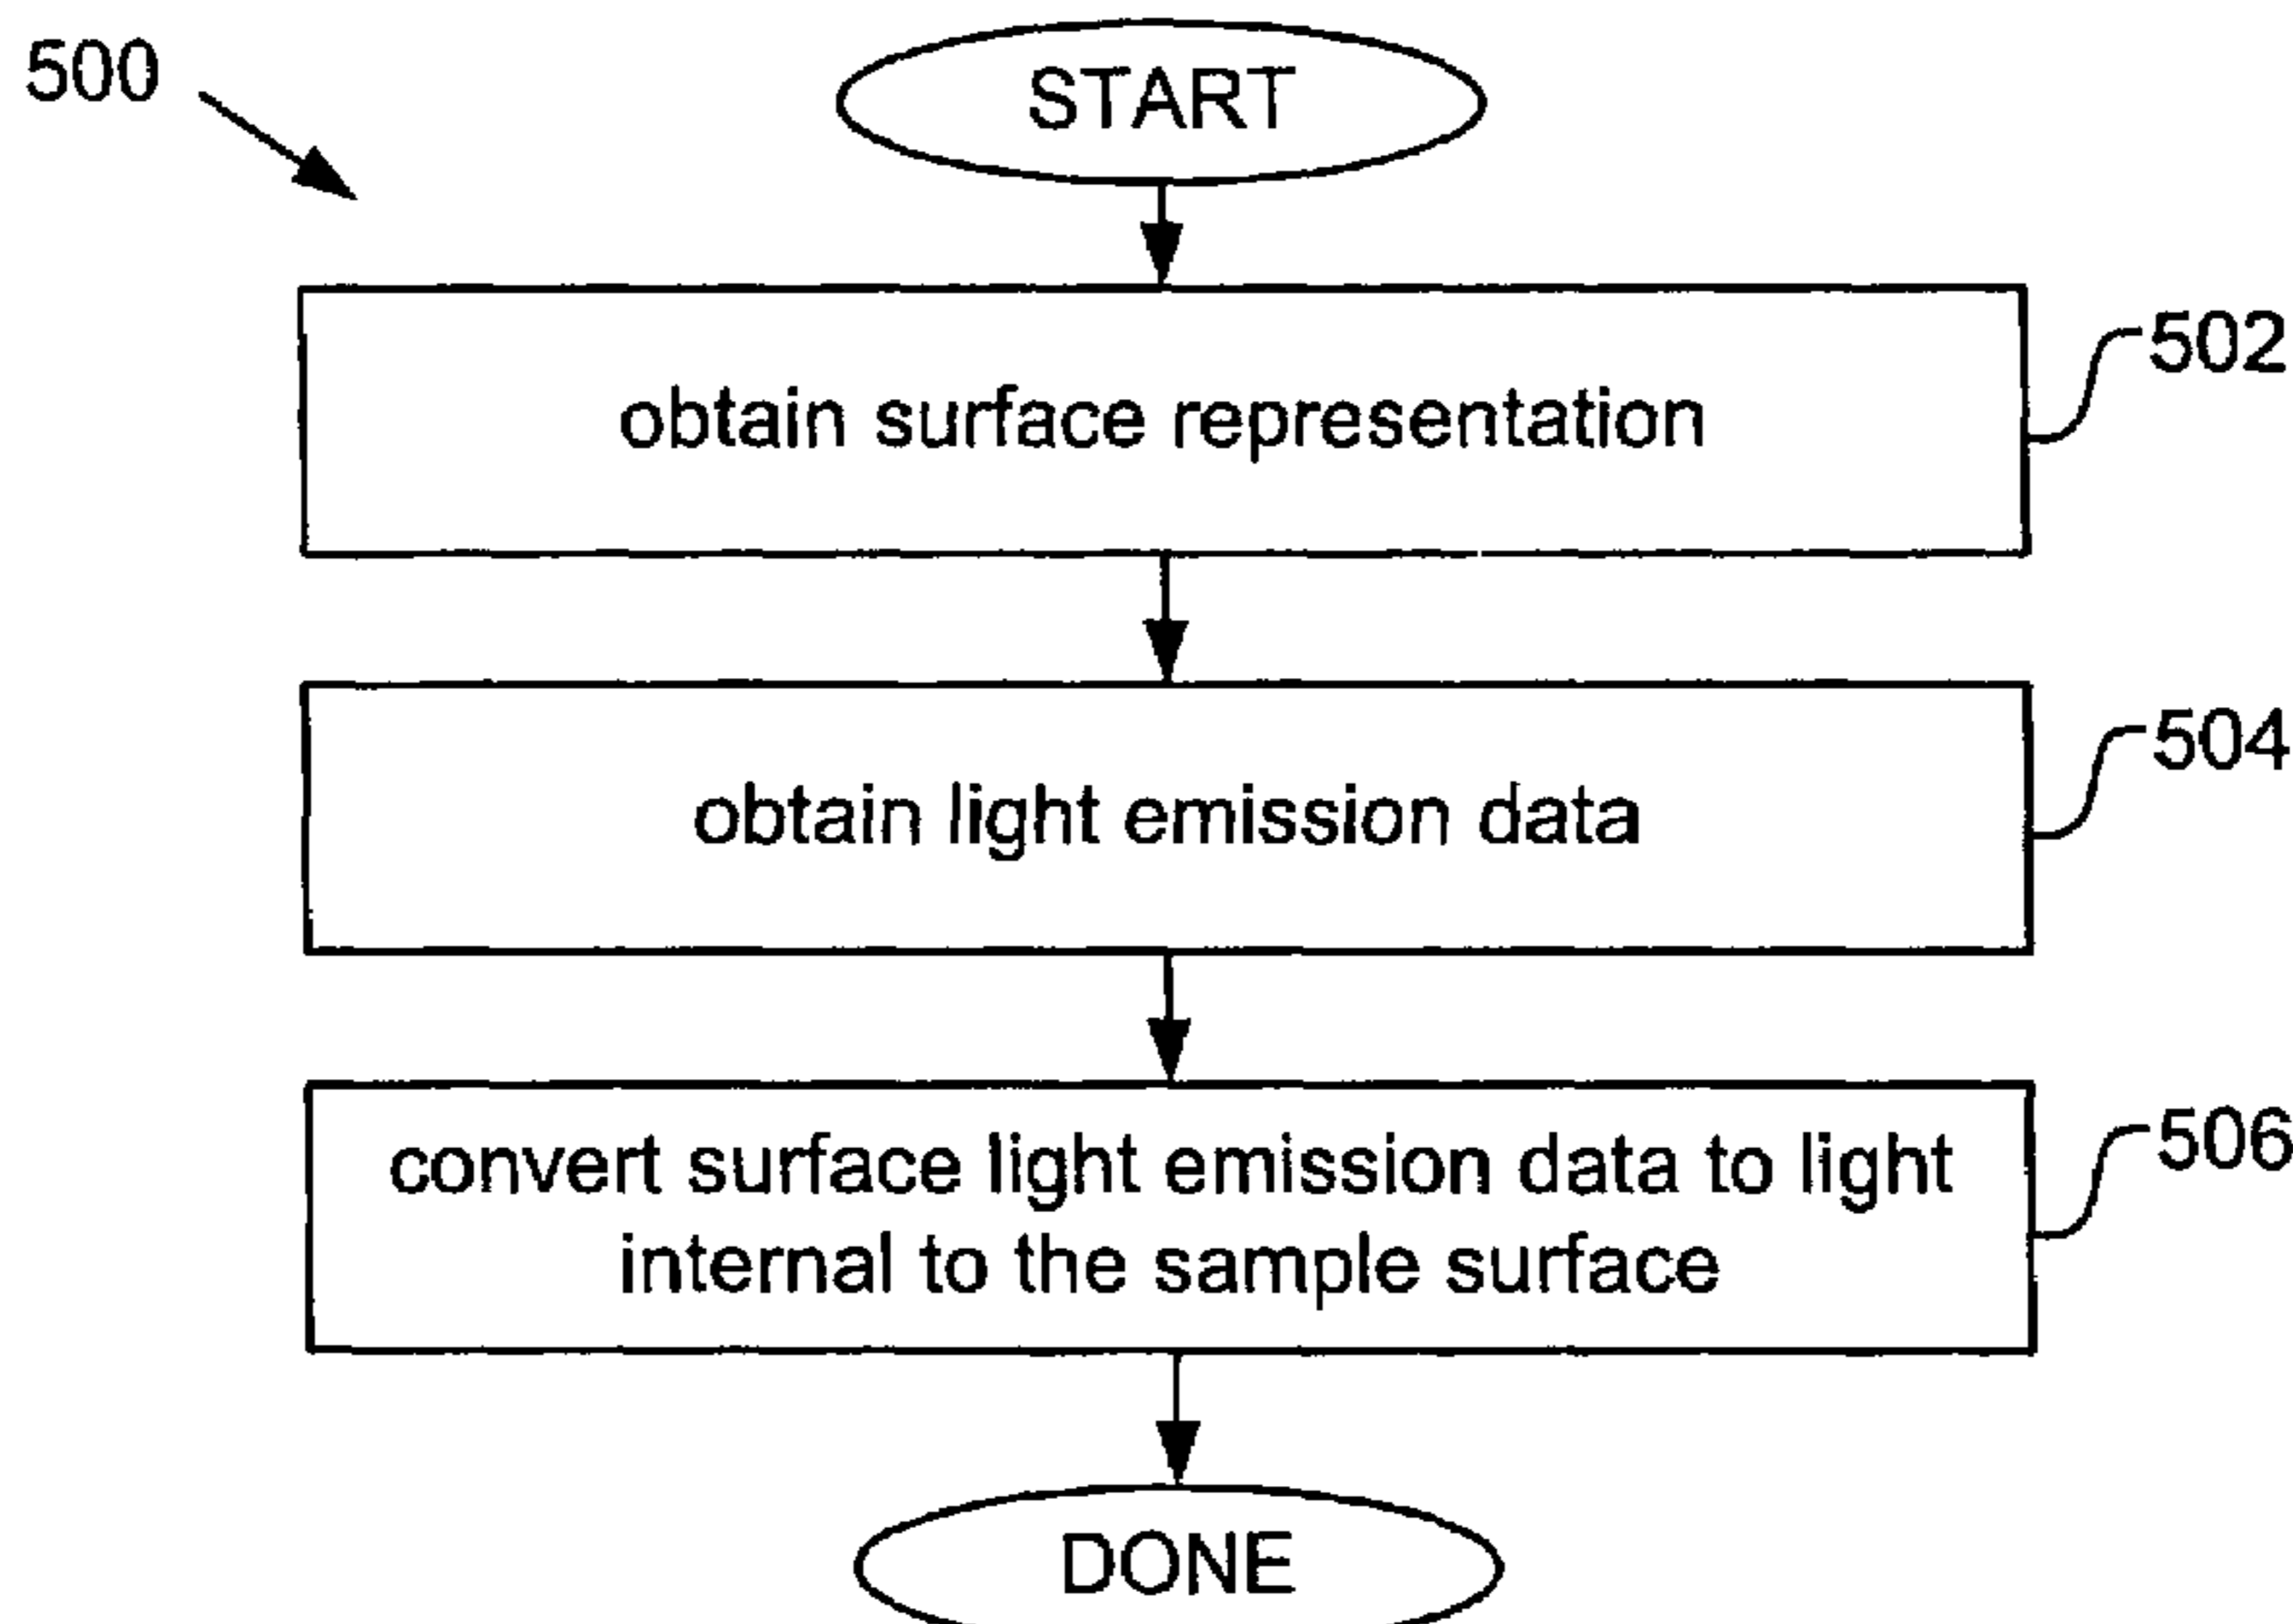 500
START
obtain surface representation
502
obtain light emission data
504
convert surface light emission data to light
internal to the sample surface
506
DONE